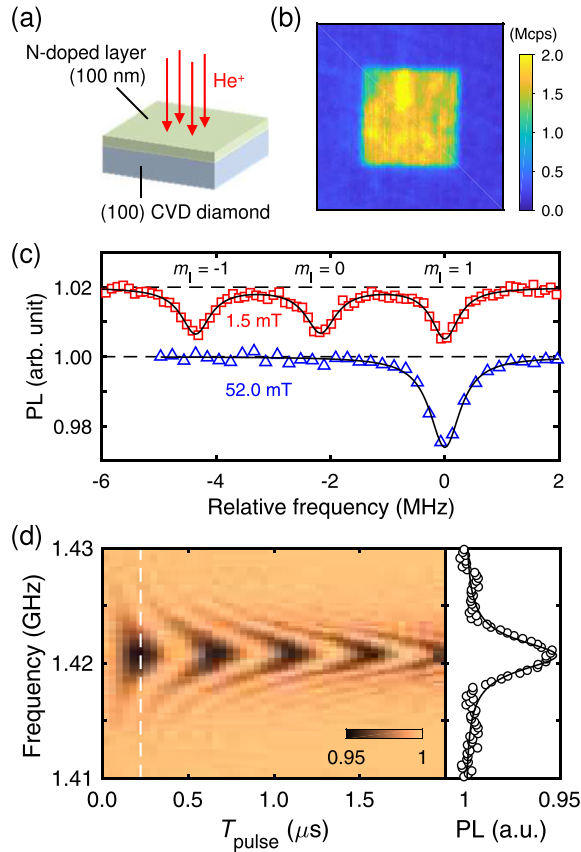 (a)
N-doped layer
(100 nm)
He⁺
(100) CVD diamond
(b)
(Mcps)
2.0
1.5
1.0
0.5
0.0
(c)
m_I = -1
m_I = 0
m_I = 1
1.02
1.00
0.98
PL (arb. unit)
1.5 mT
52.0 mT
-6
-4
-2
0
2
Relative frequency (MHz)
(d)
1.43
1.42
1.41
Frequency (GHz)
0.95
1
0.0
0.5
1.0
1.5
T_pulse (μs)
1
0.95
PL (a.u.)